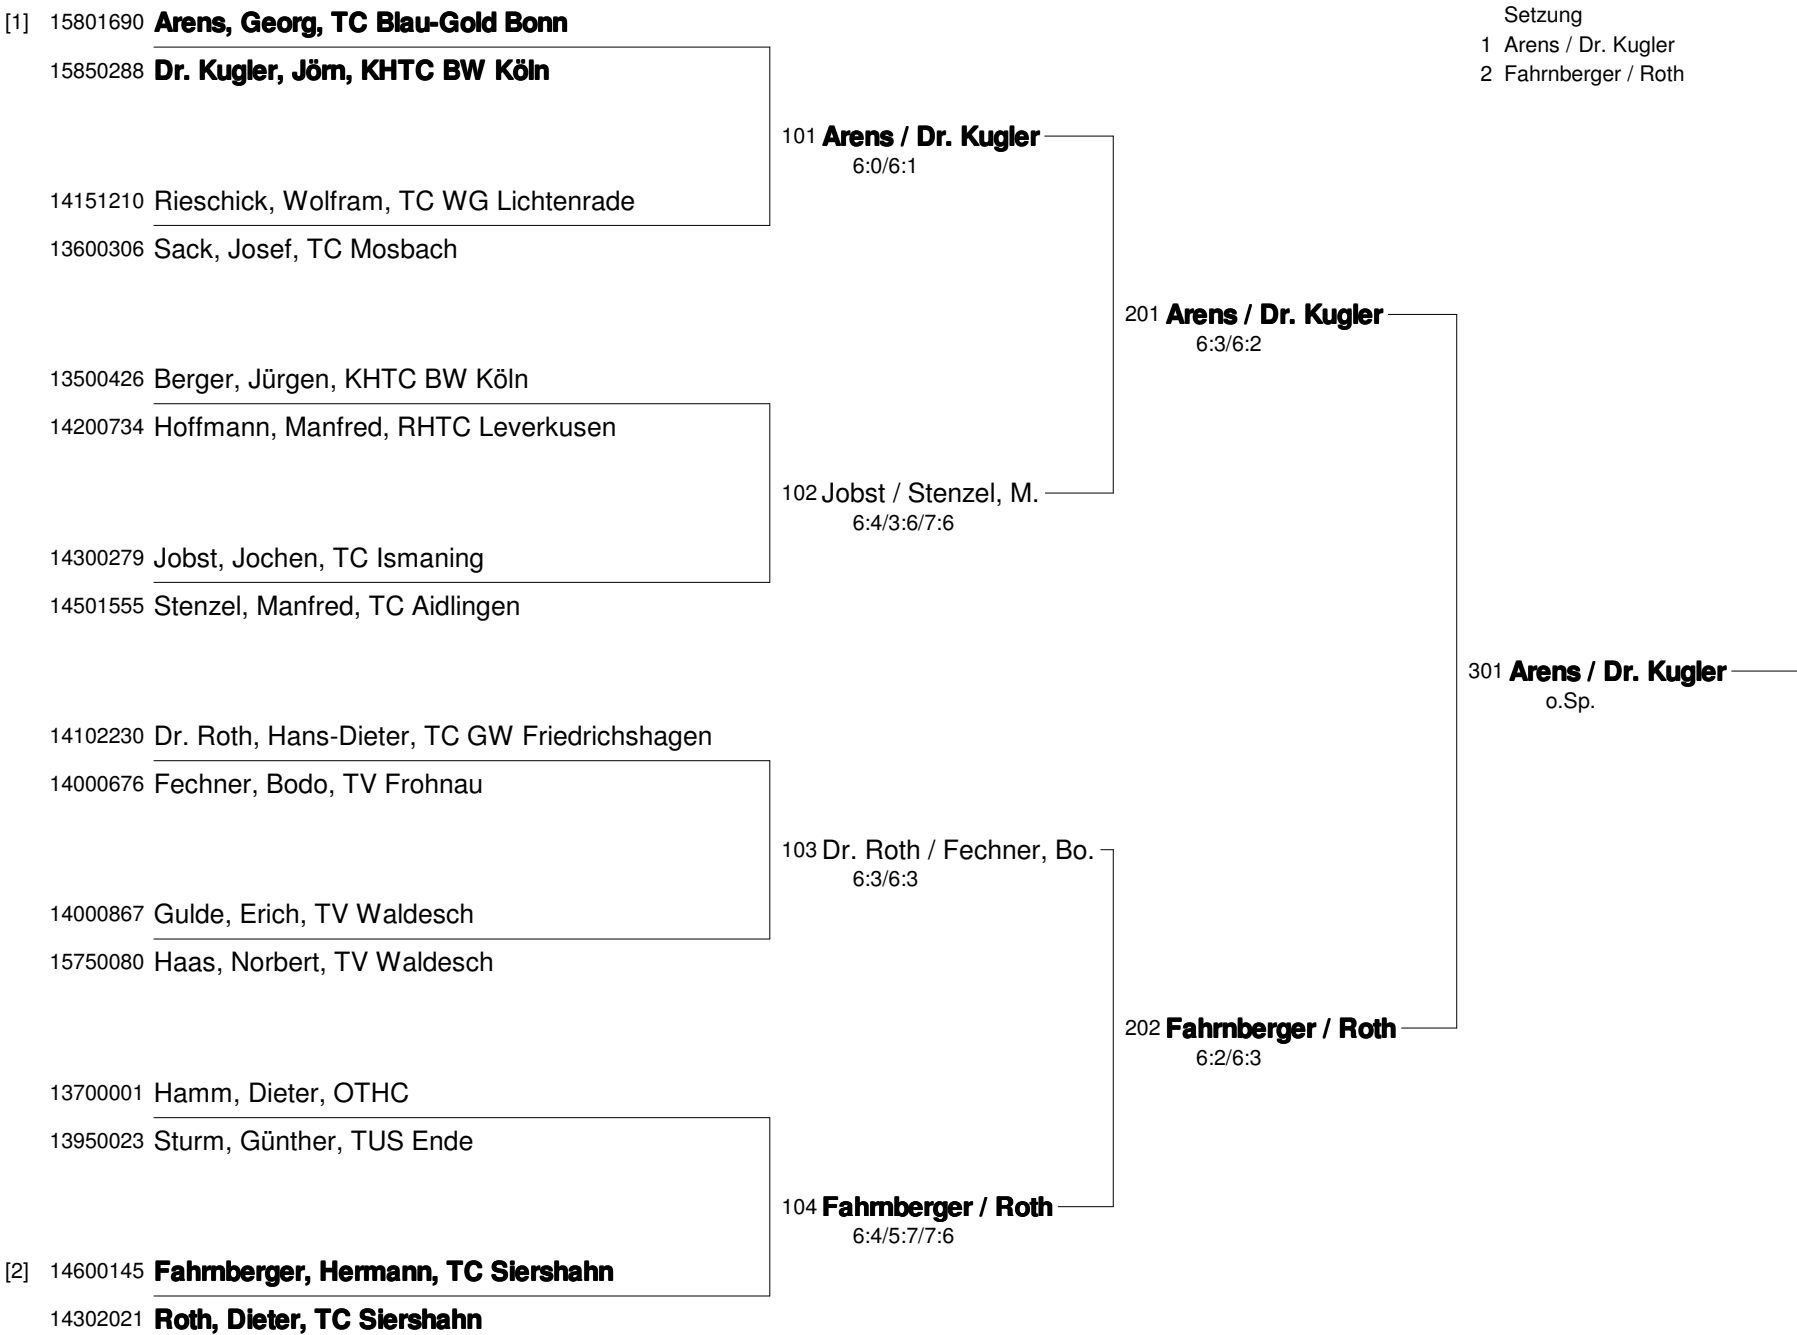 [1] 15801690 Arens, Georg, TC Blau-Gold Bonn
15850288 Dr. Kugler, Jörn, KHTC BW Köln
Setzung
1 Arens / Dr. Kugler
2 Fahrnberger / Roth
101 Arens / Dr. Kugler
6:0/6:1
14151210 Rieschick, Wolfram, TC WG Lichtenrade
13600306 Sack, Josef, TC Mosbach
201 Arens / Dr. Kugler
6:3/6:2
13500426 Berger, Jürgen, KHTC BW Köln
14200734 Hoffmann, Manfred, RHTC Leverkusen
102 Jobst / Stenzel, M.
6:4/3:6/7:6
14300279 Jobst, Jochen, TC Ismaning
14501555 Stenzel, Manfred, TC Aidlingen
301 Arens / Dr. Kugler
o.Sp.
14102230 Dr. Roth, Hans-Dieter, TC GW Friedrichshagen
14000676 Fechner, Bodo, TV Frohnau
103 Dr. Roth / Fechner, Bo.
6:3/6:3
14000867 Gulde, Erich, TV Waldesch
15750080 Haas, Norbert, TV Waldesch
202 Fahrnberger / Roth
6:2/6:3
13700001 Hamm, Dieter, OTHC
13950023 Sturm, Günther, TUS Ende
104 Fahrnberger / Roth
6:4/5:7/7:6
[2] 14600145 Fahrnberger, Hermann, TC Siershahn
14302021 Roth, Dieter, TC Siershahn